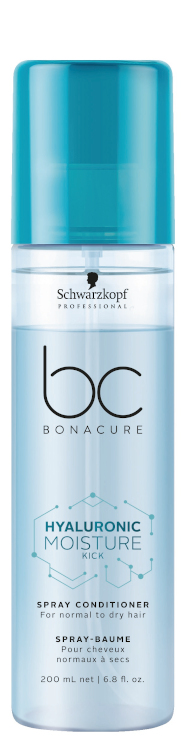 Schwarzkopf
PROFESSIONAL
bc
BONACURE
HYALURONIC
MOISTURE
KICK
SPRAY CONDITIONER
For normal to dry hair
SPRAY-BAUME
Pour cheveux
normaux à secs
200 mL net | 6.8 fl. oz.